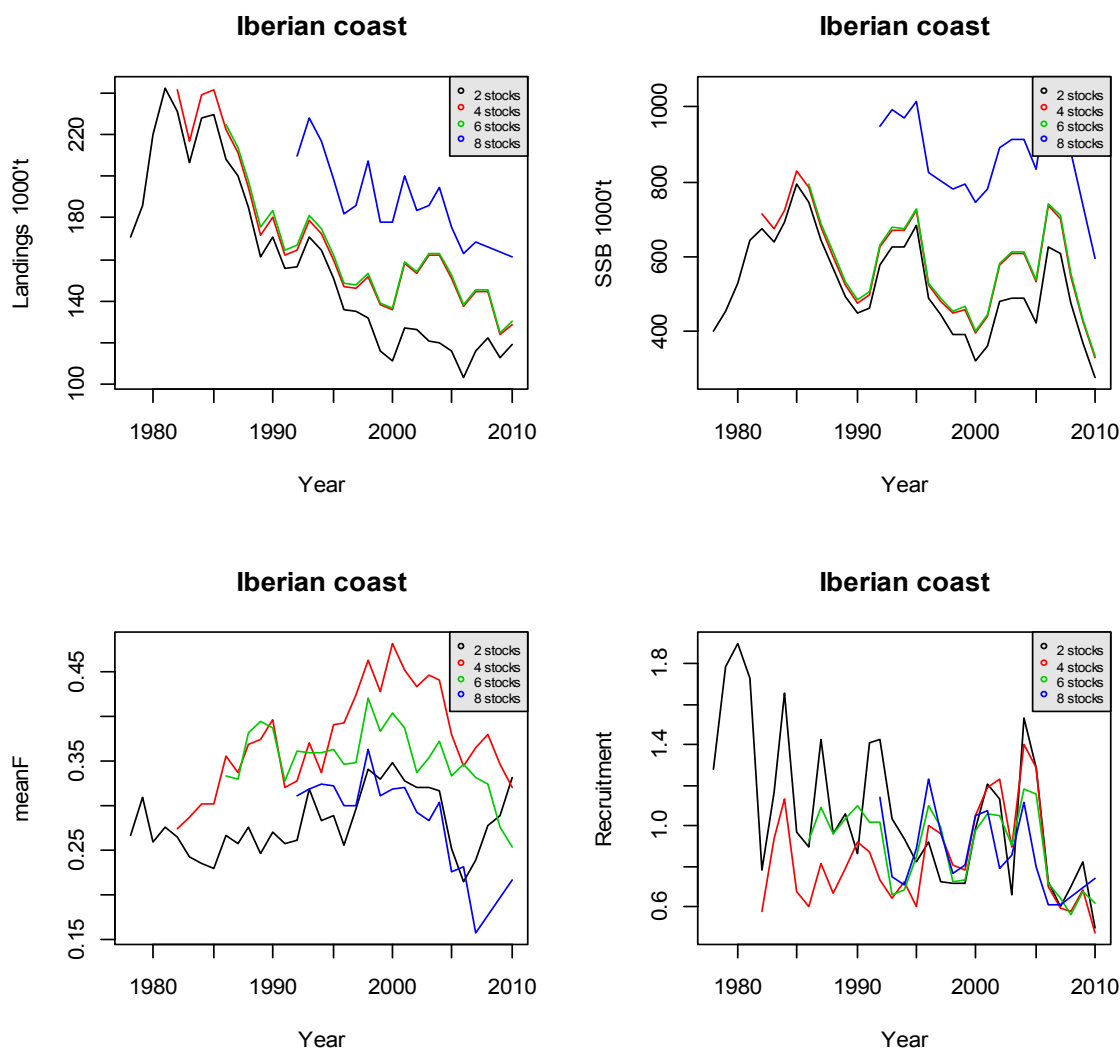 Iberian coast
Landings 1000't
100 140 180 220
2 stocks
4 stocks
6 stocks
8 stocks
1980 1990 2000 2010
Year
Iberian coast
SSB 1000't
400 600 800 1000
2 stocks
4 stocks
6 stocks
8 stocks
1980 1990 2000 2010
Year
Iberian coast
meanF
0.15 0.25 0.35 0.45
2 stocks
4 stocks
6 stocks
8 stocks
1980 1990 2000 2010
Year
Iberian coast
Recruitment
0.6 1.0 1.4 1.8
2 stocks
4 stocks
6 stocks
8 stocks
1980 1990 2000 2010
Year